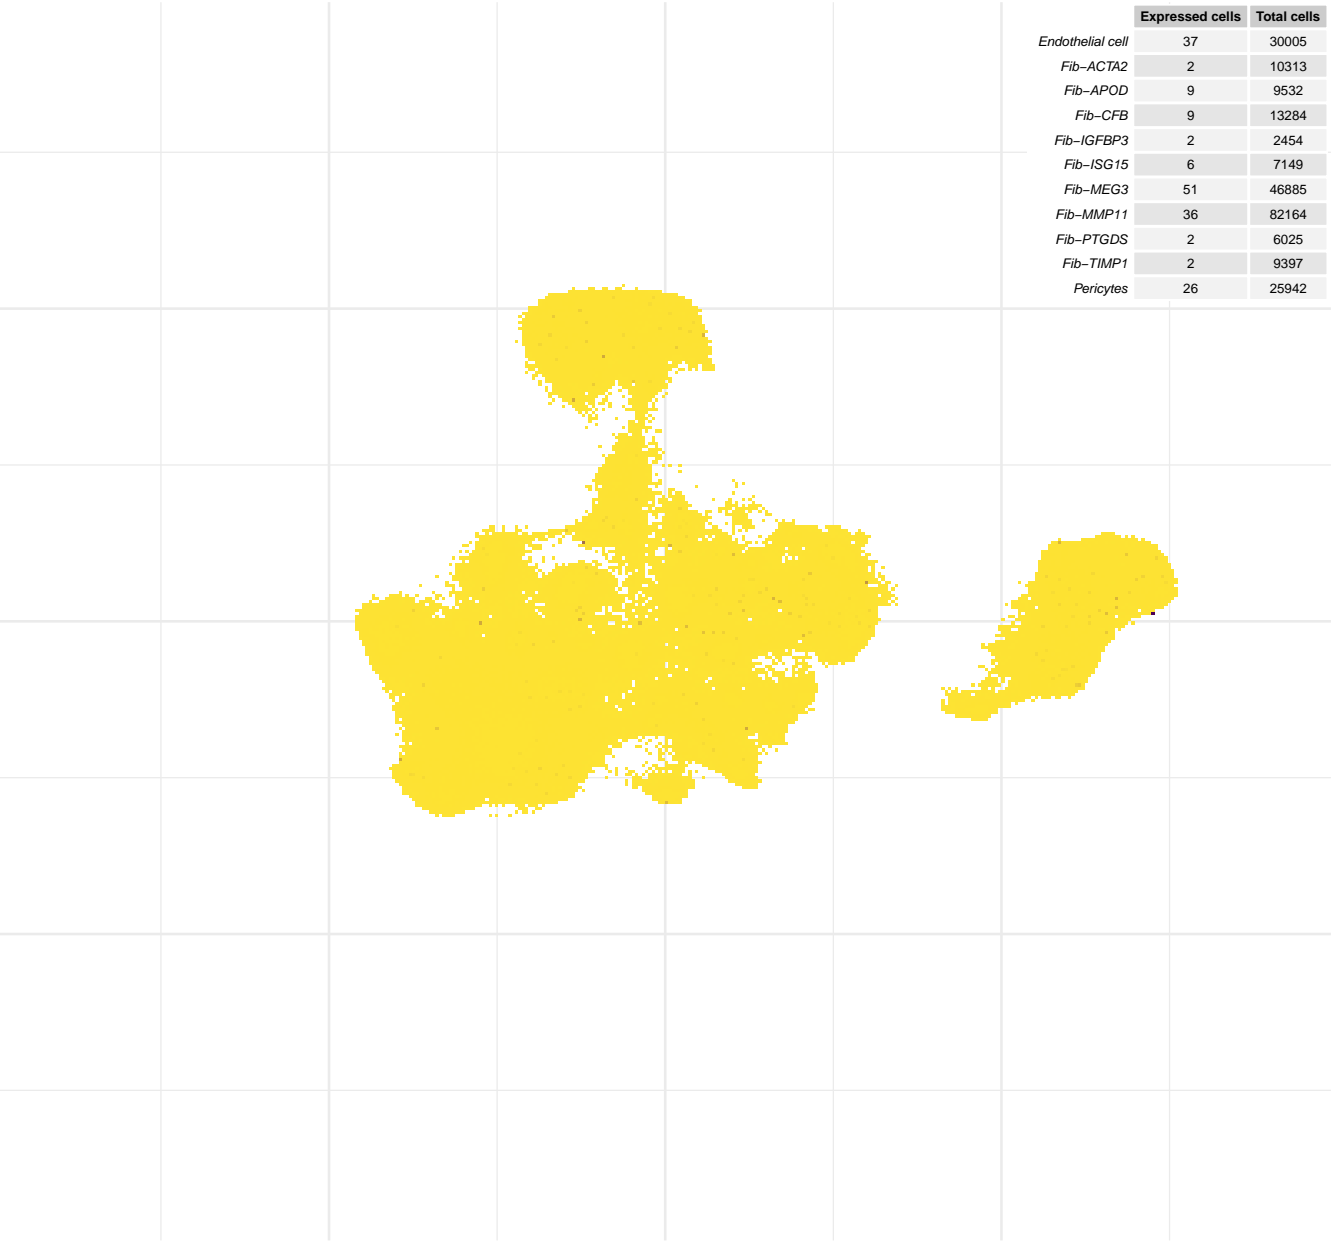 Expressed cells Total cells
Endothelial cell 37 30005
Fib−ACTA2 2 10313
Fib−APOD 9 9532
Fib−CFB 9 13284
Fib−IGFBP3 2 2454
Fib−ISG15 6 7149
Fib−MEG3 51 46885
Fib−MMP11 36 82164
Fib−PTGDS 2 6025
Fib−TIMP1 2 9397
Pericytes 26 25942